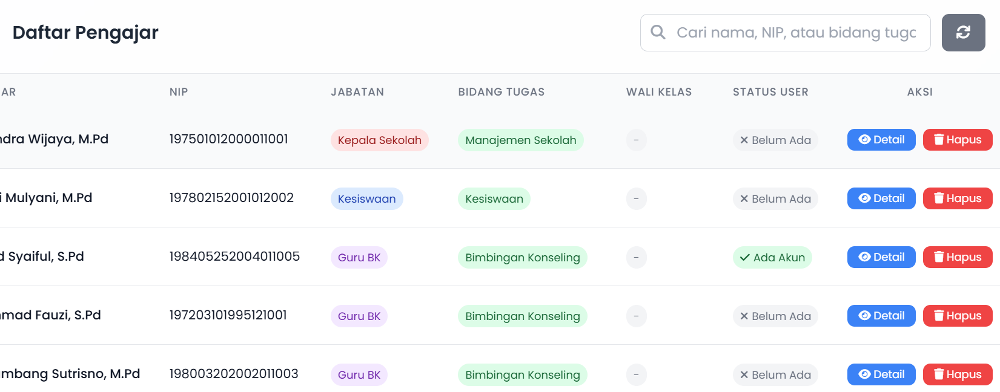 Daftar Pengajar
Cari nama, NIP, atau bidang tuga
AR NIP JABATAN BIDANG TUGAS WALI KELAS STATUS USER AKSI
ndra Wijaya, M.Pd 197501012000011001 Kepala Sekolah Manajemen Sekolah - Belum Ada Detail Hapus
i Mulyani, M.Pd 197802152001012002 Kesiswaan Kesiswaan - Belum Ada Detail Hapus
d Syaiful, S.Pd 198405252004011005 Guru BK Bimbingan Konseling - Ada Akun Detail Hapus
mad Fauzi, S.Pd 197203101995121001 Guru BK Bimbingan Konseling - Belum Ada Detail Hapus
mbang Sutrisno, M.Pd 198003202002011003 Guru BK Bimbingan Konseling - Belum Ada Detail Hapus